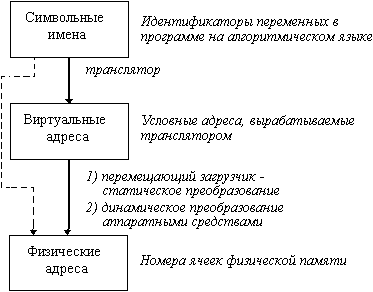 Символьные
имена
Идентификаторы переменных в
программе на алгоритмическом языке
транслятор
Виртуальные
адреса
Условные адреса, вырабатываемые
транслятором
1) перемещающий загрузчик -
статическое преобразование
2) динамическое преобразование
аппаратными средствами
Физические
адреса
Номера ячеек физической памяти